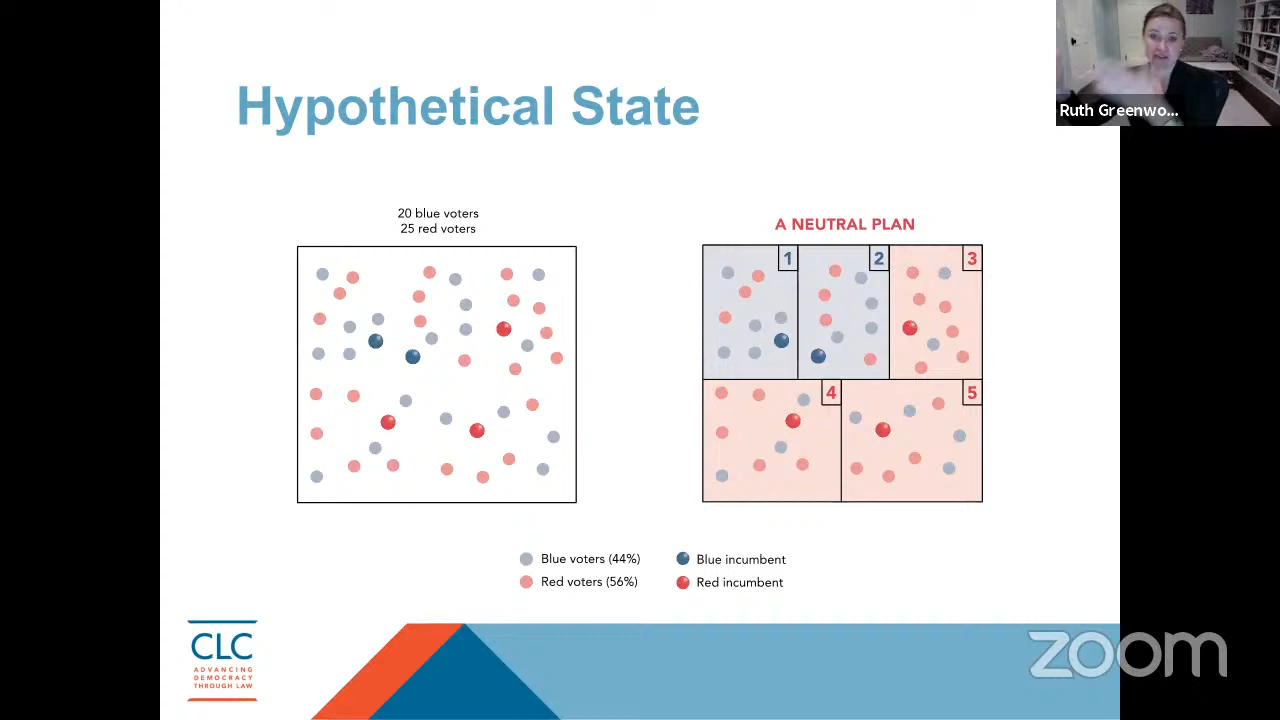 Hypothetical State
Ruth Greenwo...
20 blue voters
25 red voters
A NEUTRAL PLAN
1
2
3
4
5
Blue voters (44%)
Blue incumbent
Red voters (56%)
Red incumbent
CLC
ADVANCING
DEMOCRACY
THROUGH LAW
zoom